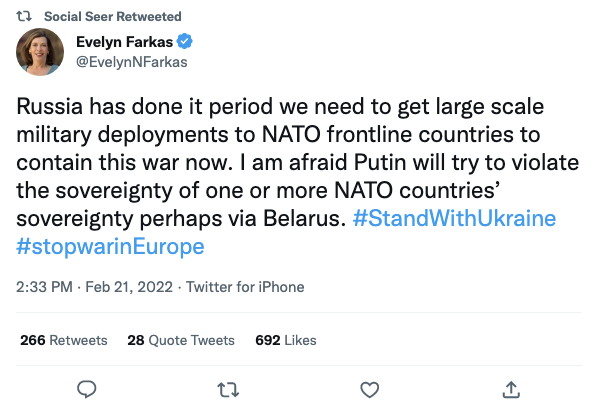 Social Seer Retweeted
Evelyn Farkas
@EvelynNFarkas
Russia has done it period we need to get large scale
military deployments to NATO frontline countries to
contain this war now. I am afraid Putin will try to violate
the sovereignty of one or more NATO countries’
sovereignty perhaps via Belarus. #StandWithUkraine
#stopwarinEurope
2:33 PM · Feb 21, 2022 · Twitter for iPhone
266 Retweets 28 Quote Tweets 692 Likes